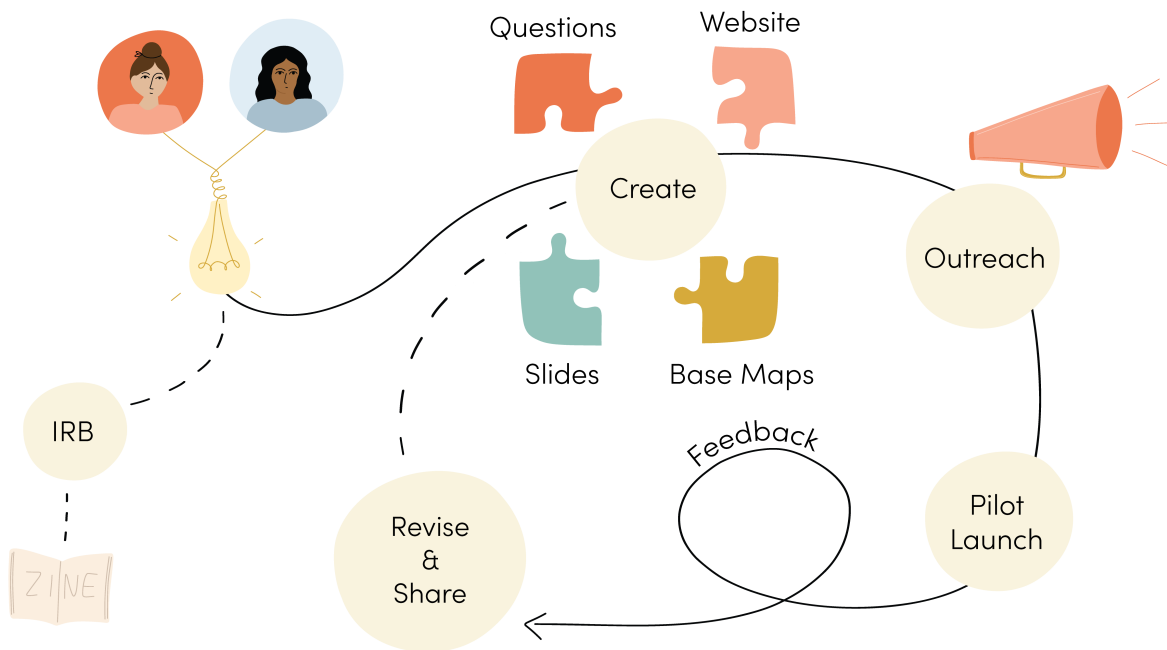 Questions
Website
Create
Outreach
Slides
Base Maps
IRB
Feedback
Pilot
Launch
Revise
&
Share
ZINE